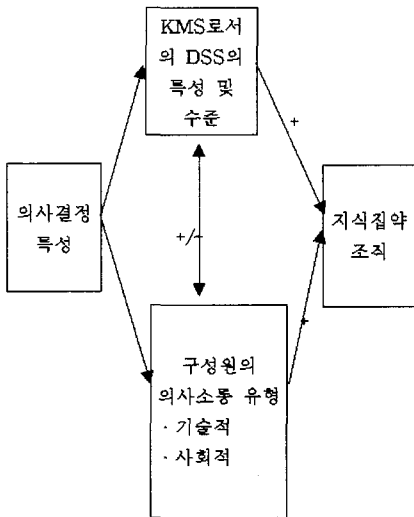 KMS로서
의 DSS의
특성 및
수준
+
의사결정
특성
+/-
지식집약
조직
+
구성원의
의사소통 유형
· 기술적
· 사회적